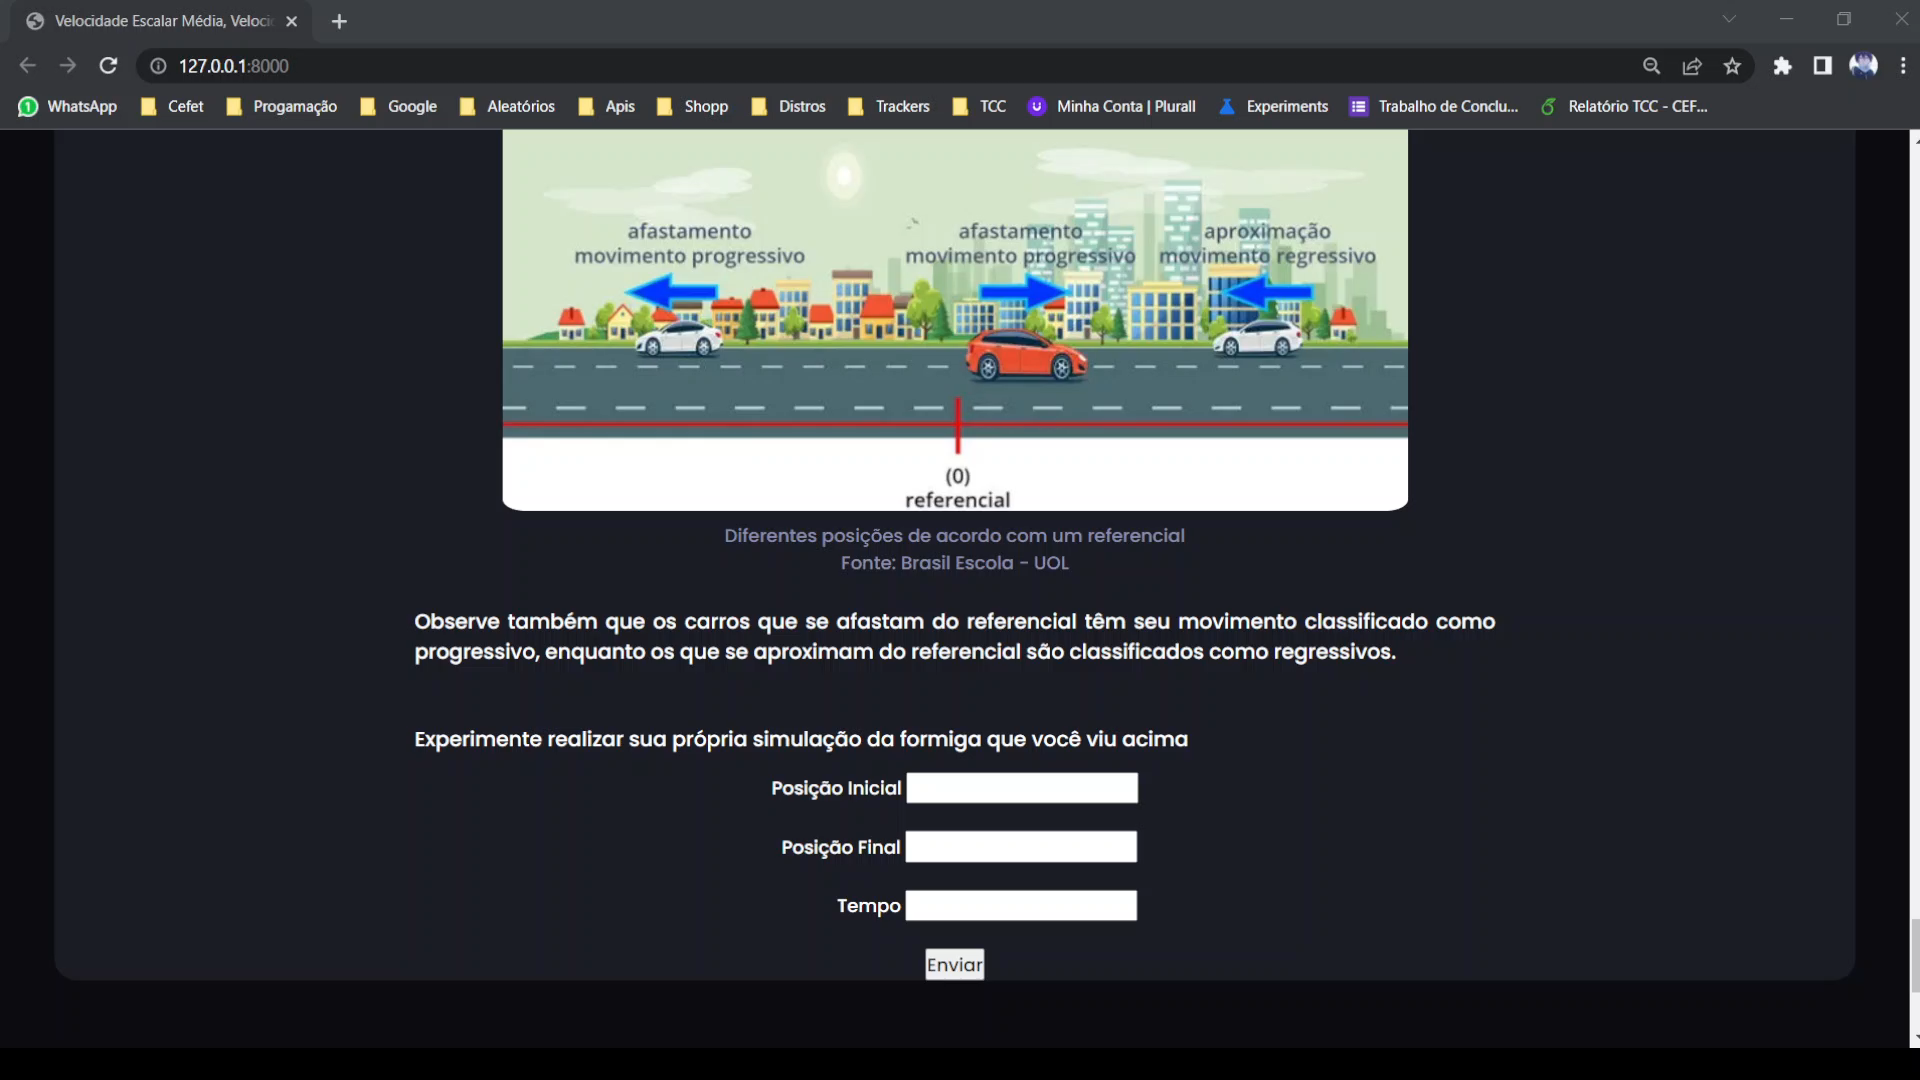 Velocidade Escalar Média, Veloci
127.0.0.1:8000
WhatsApp Cefet Progamação Google Aleatórios Apis Shopp Distros Trackers TCC Minha Conta | Plurall Experiments Trabalho de Conclu... Relatório TCC - CEF...
afastamento afastamento aproximação
movimento progressivo movimento progressivo movimento regressivo
(0)
referencial
Diferentes posições de acordo com um referencial
Fonte: Brasil Escola - UOL
Observe também que os carros que se afastam do referencial têm seu movimento classificado como
progressivo, enquanto os que se aproximam do referencial são classificados como regressivos.
Experimente realizar sua própria simulação da formiga que você viu acima
Posição Inicial
Posição Final
Tempo
Enviar